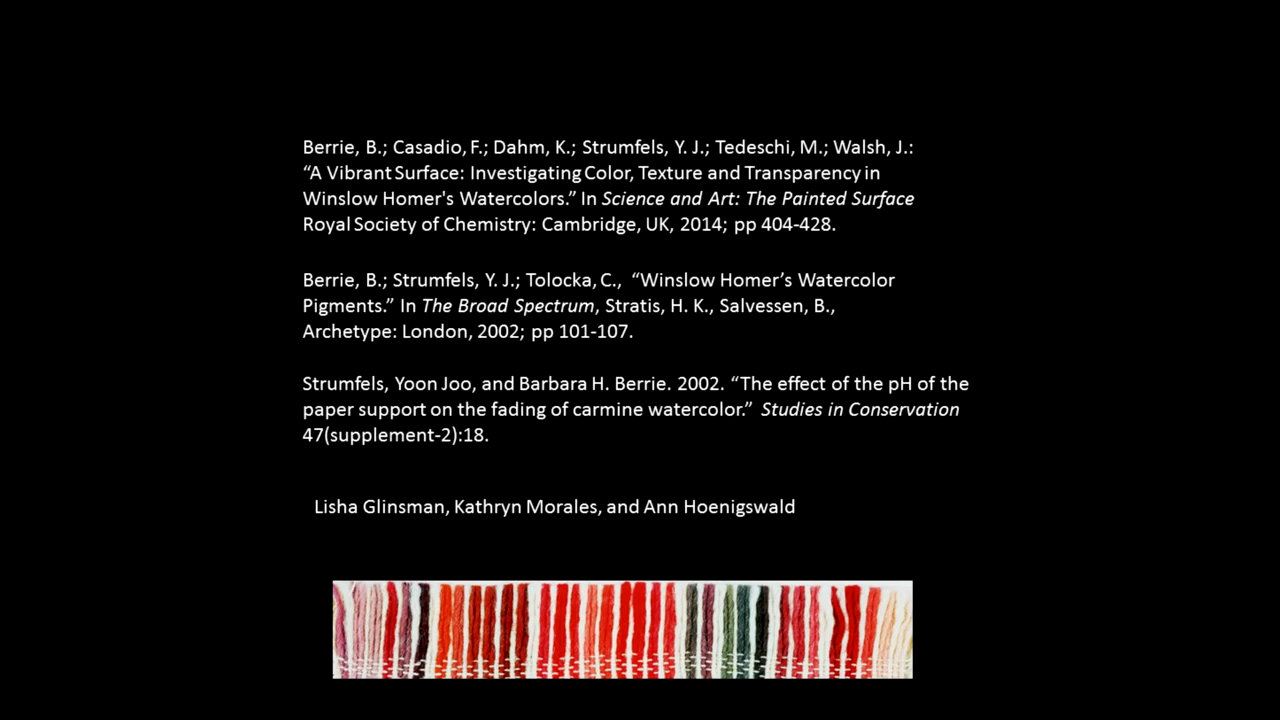 Berrie, B.; Casadio, F.; Dahm, K.; Strumfels, Y. J.; Tedeschi, M.; Walsh, J.:
“A Vibrant Surface: Investigating Color, Texture and Transparency in
Winslow Homer's Watercolors.” In Science and Art: The Painted Surface
Royal Society of Chemistry: Cambridge, UK, 2014; pp 404-428.
Berrie, B.; Strumfels, Y. J.; Tolocka, C., “Winslow Homer’s Watercolor
Pigments.” In The Broad Spectrum, Stratis, H. K., Salvessen, B.,
Archetype: London, 2002; pp 101-107.
Strumfels, Yoon Joo, and Barbara H. Berrie. 2002. “The effect of the pH of the
paper support on the fading of carmine watercolor.” Studies in Conservation
47(supplement-2):18.
Lisha Glinsman, Kathryn Morales, and Ann Hoenigswald